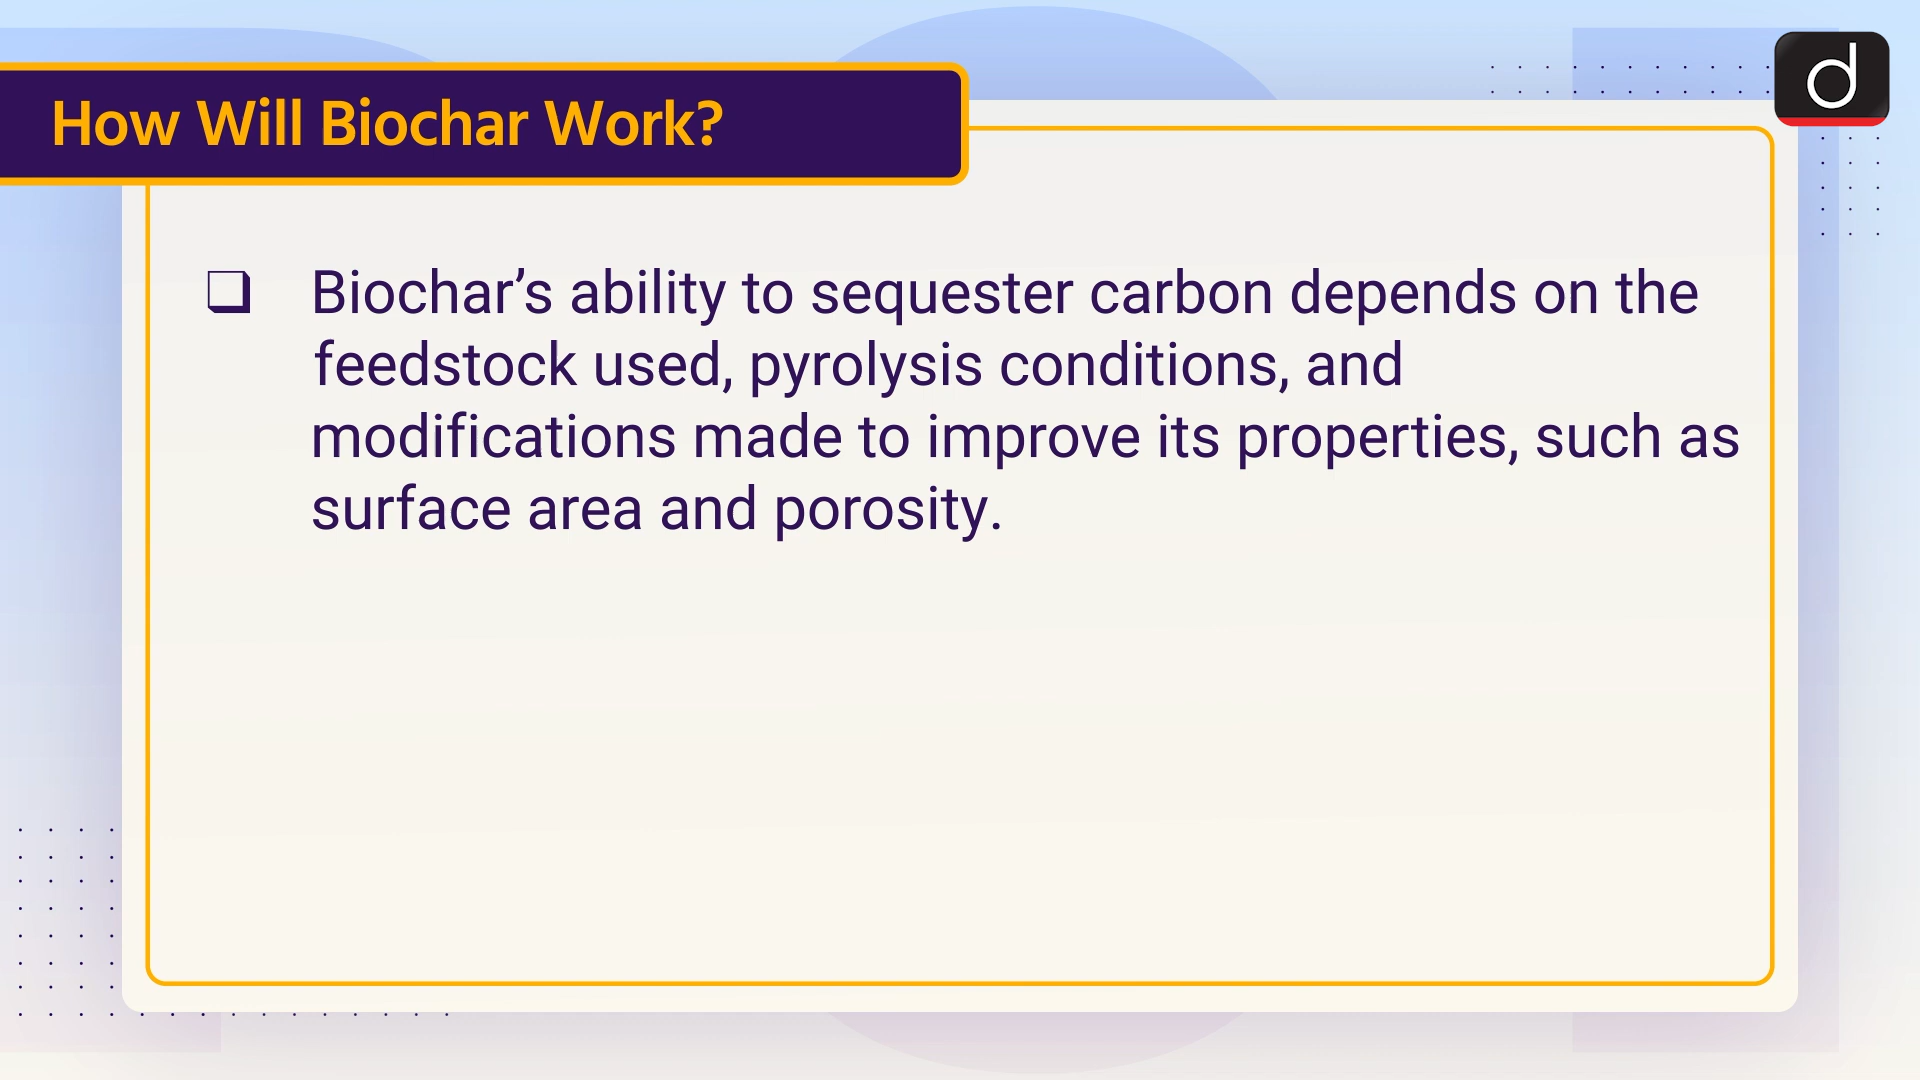 How Will Biochar Work?
d
❑ Biochar’s ability to sequester carbon depends on the
feedstock used, pyrolysis conditions, and
modifications made to improve its properties, such as
surface area and porosity.